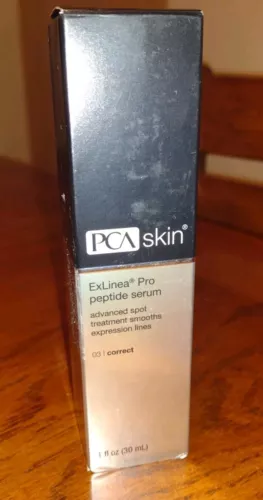 PCA skin®
ExLinea® Pro
peptide serum
advanced spot
treatment smooths
expression lines
03 | correct
1 fl oz (30 mL)